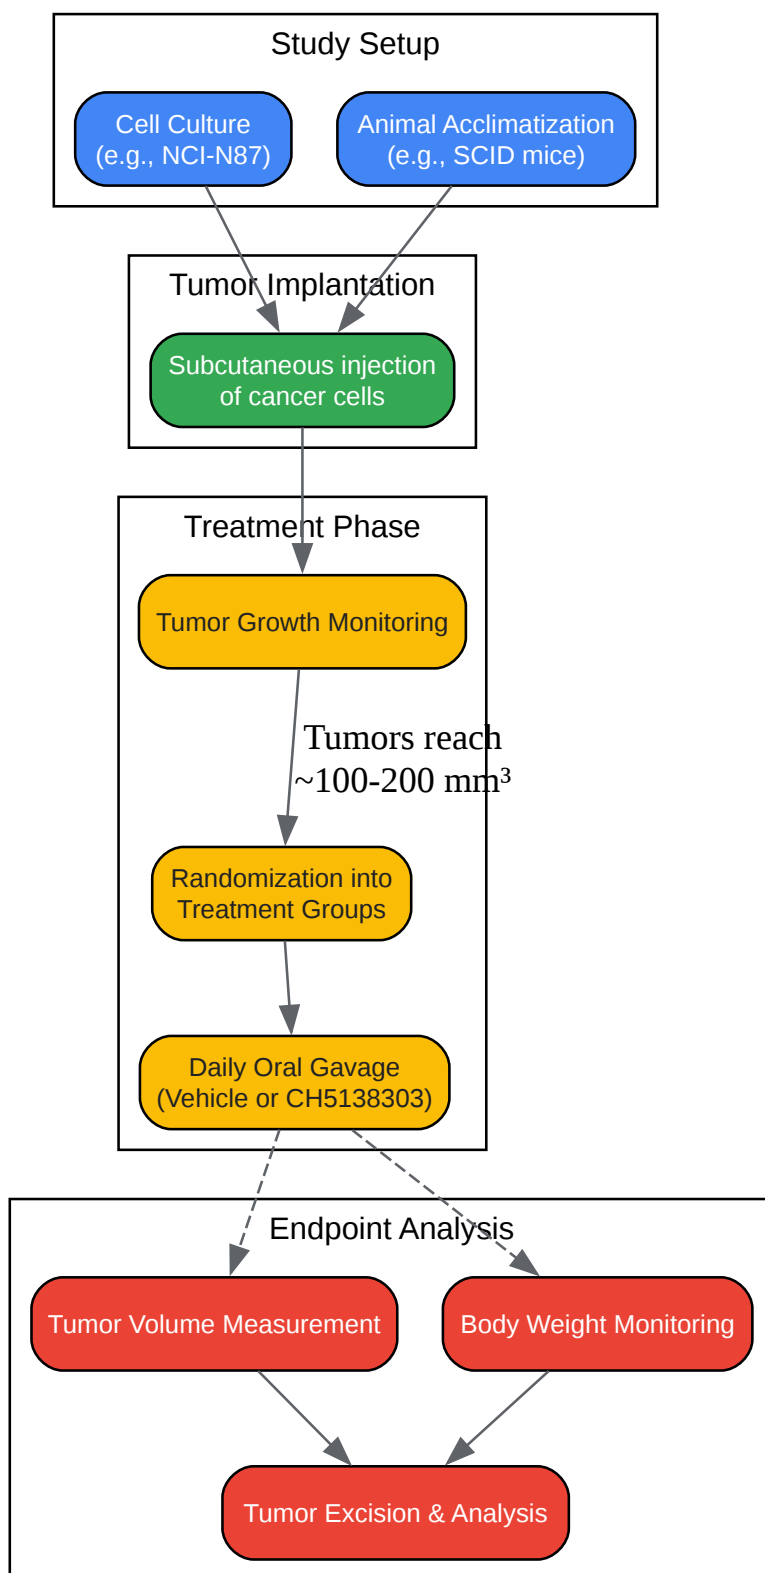 Study Setup
Cell Culture
(e.g., NCI-N87)
Animal Acclimatization
(e.g., SCID mice)
Tumor Implantation
Subcutaneous injection
of cancer cells
Treatment Phase
Tumor Growth Monitoring
Tumors reach
~100-200 mm³
Randomization into
Treatment Groups
Daily Oral Gavage
(Vehicle or CH5138303)
Endpoint Analysis
Tumor Volume Measurement
Body Weight Monitoring
Tumor Excision & Analysis